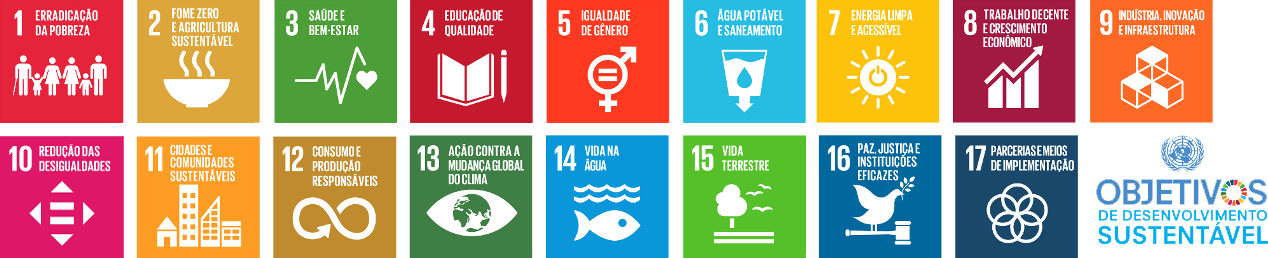 1 ERRADICAÇÃO
DA POBREZA
2 FOME ZERO
E AGRICULTURA
SUSTENTÁVEL
3 SAÚDE E
BEM-ESTAR
4 EDUCAÇÃO DE
QUALIDADE
5 IGUALDADE
DE GÊNERO
6 ÁGUA POTÁVEL
E SANEAMENTO
7 ENERGIA LIMPA
E ACESSÍVEL
8 TRABALHO DECENTE
E CRESCIMENTO
ECONÔMICO
9 INDÚSTRIA, INOVAÇÃO
E INFRAESTRUTURA
10 REDUÇÃO DAS
DESIGUALDADES
11 CIDADES E
COMUNIDADES
SUSTENTÁVEIS
12 CONSUMO E
PRODUÇÃO
RESPONSÁVEIS
13 AÇÃO CONTRA A
MUDANÇA GLOBAL
DO CLIMA
14 VIDA NA
ÁGUA
15 VIDA
TERRESTRE
16 PAZ, JUSTIÇA E
INSTITUIÇÕES
EFICAZES
17 PARCERIAS E MEIOS
DE IMPLEMENTAÇÃO
OBJETIVOS
DE DESENVOLVIMENTO
SUSTENTÁVEL